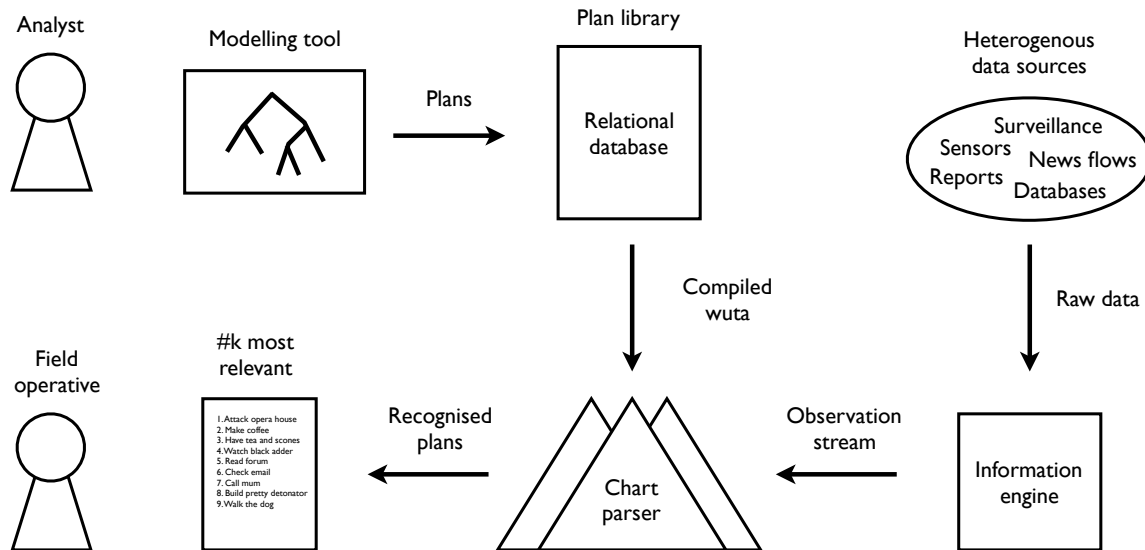 Analyst
Modelling tool
Plans
Plan library
Relational
database
Heterogenous
data sources
Surveillance
Sensors
News flows
Reports
Databases
Compiled
wuta
Raw data
Field
operative
#k most
relevant
1. Attack opera house
2. Make coffee
3. Have tea and scones
4. Watch black adder
5. Read forum
6. Check email
7. Call mum
8. Build pretty detonator
9. Walk the dog
Recognised
plans
Chart
parser
Observation
stream
Information
engine